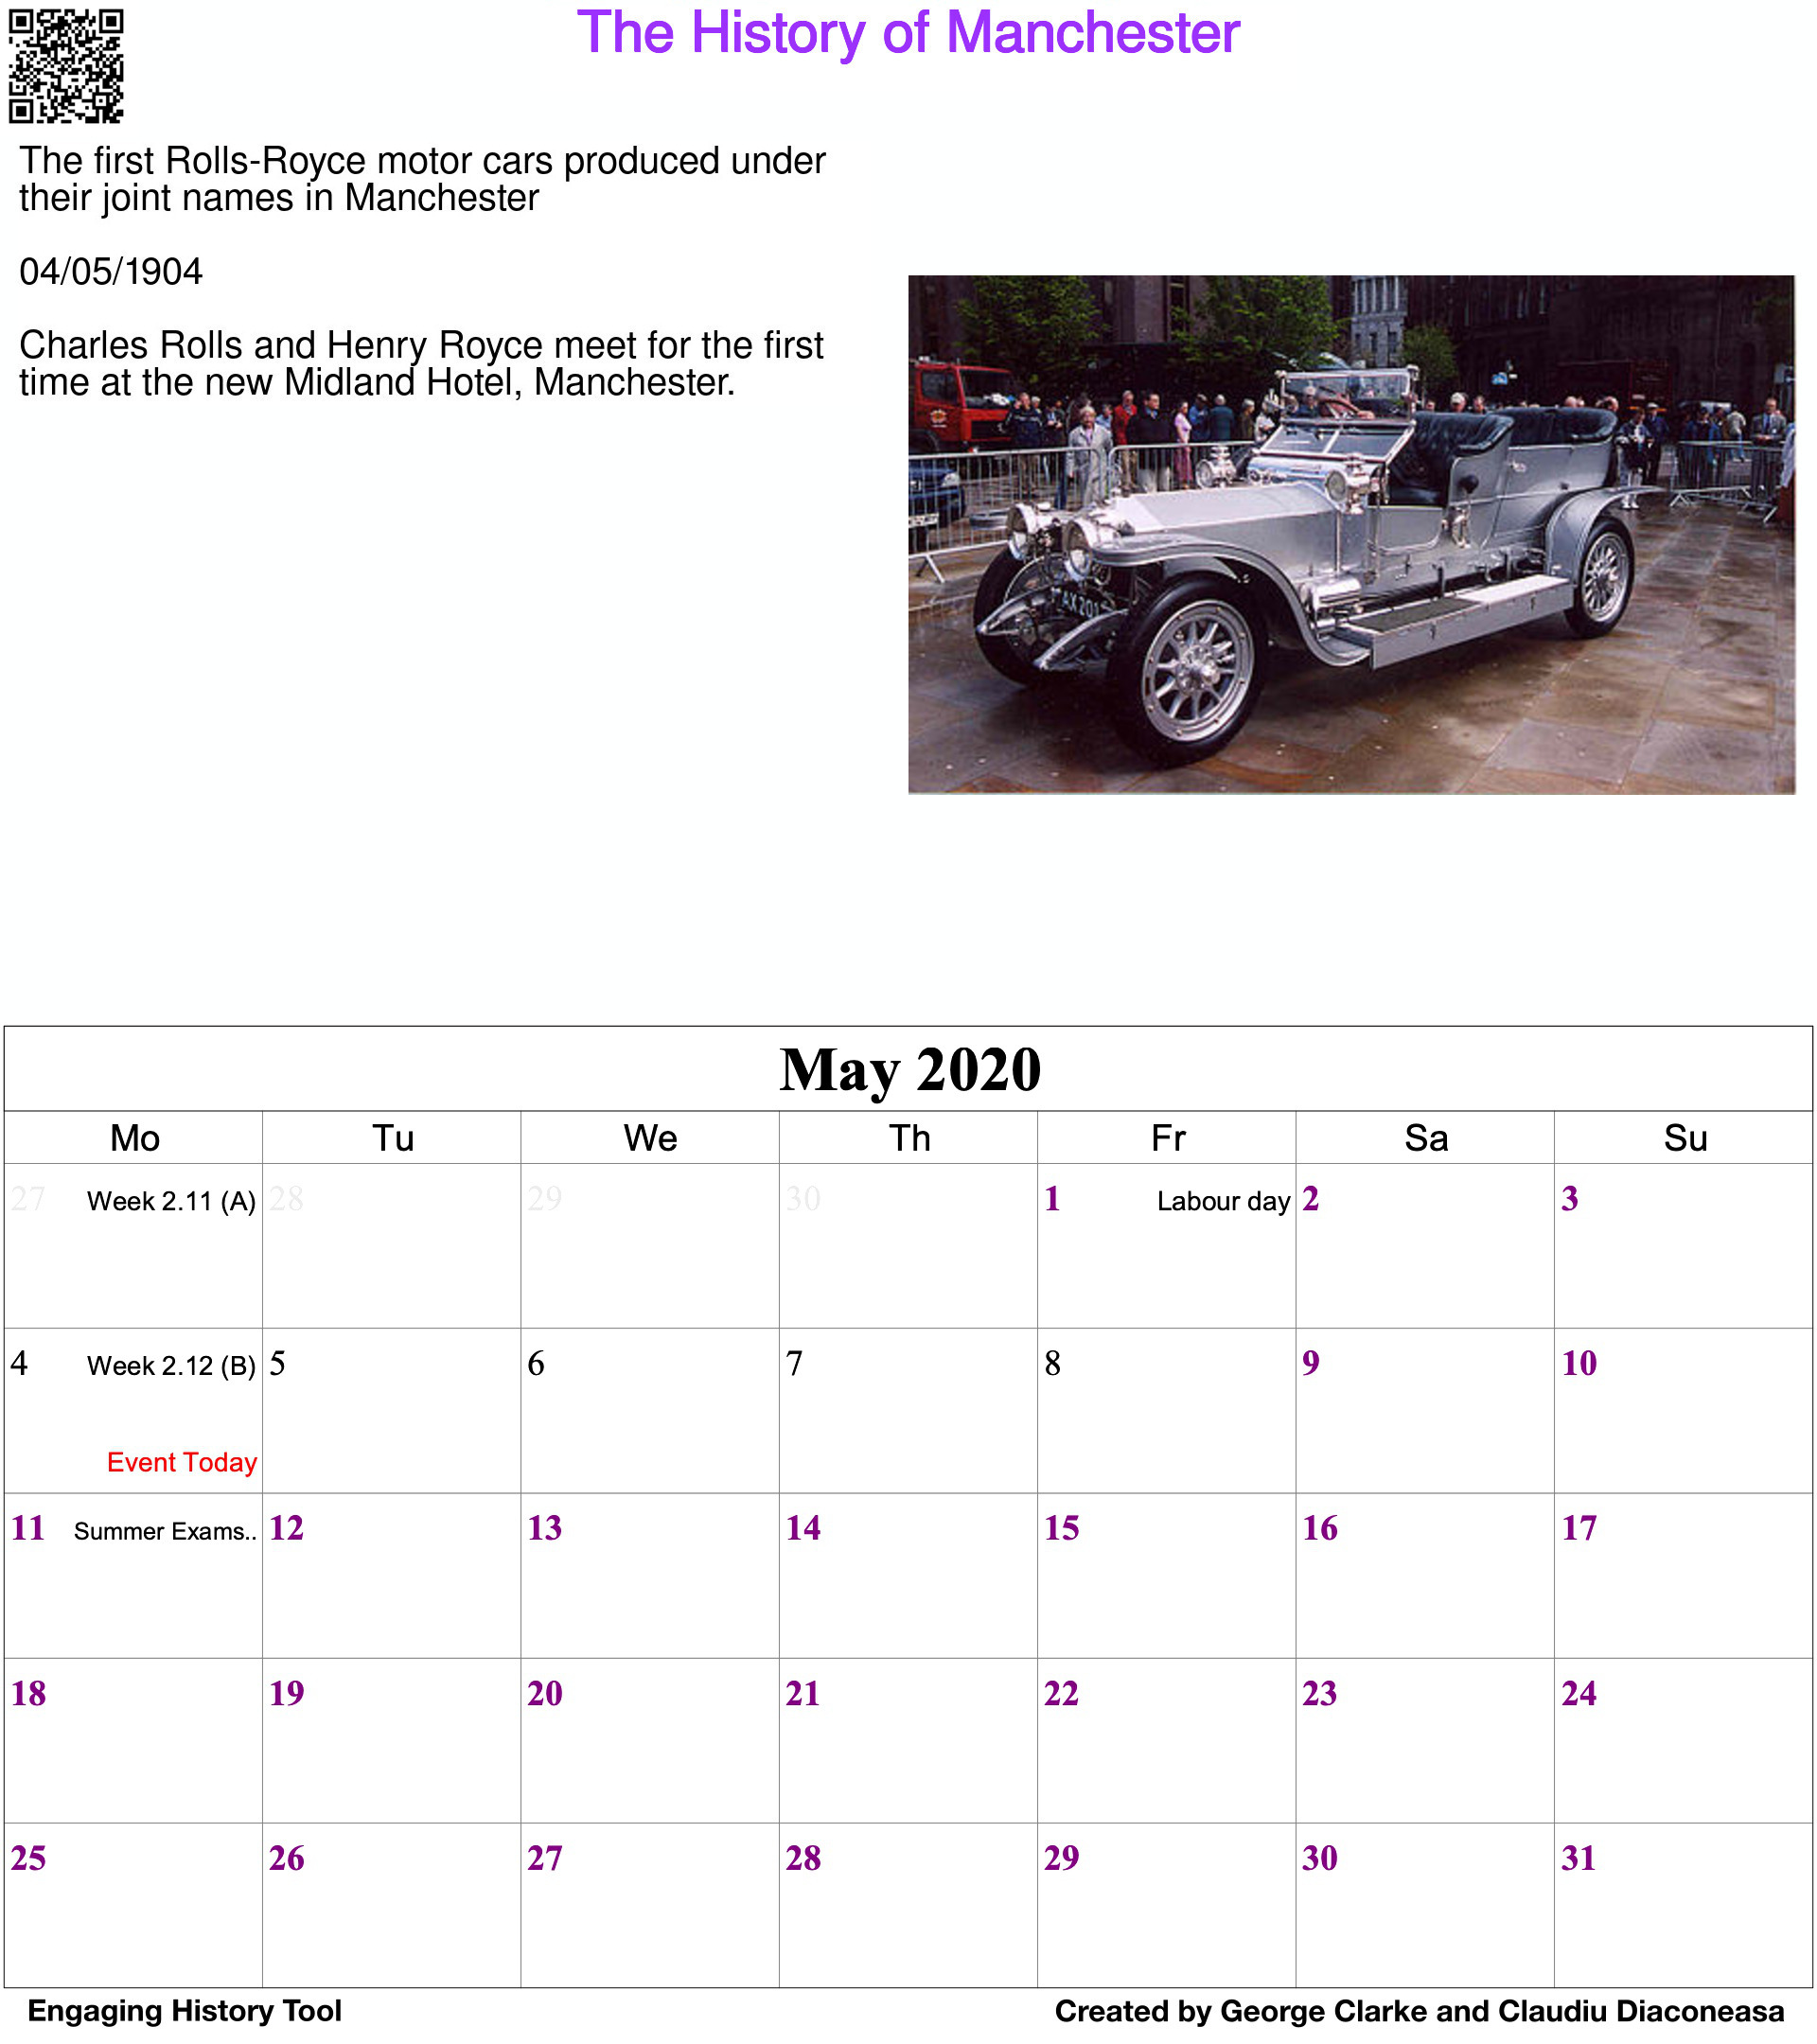 The History of Manchester
The first Rolls-Royce motor cars produced under
their joint names in Manchester
04/05/1904
Charles Rolls and Henry Royce meet for the first
time at the new Midland Hotel, Manchester.
AX 201
May 2020
Mo Tu We Th Fr Sa Su
27 Week 2.11 (A) 28 29 30 1 Labour day 2 3
4 Week 2.12 (B) 5 6 7 8 9 10
Event Today
11 Summer Exams.. 12 13 14 15 16 17
18 19 20 21 22 23 24
25 26 27 28 29 30 31
Engaging History Tool Created by George Clarke and Claudiu Diaconeasa